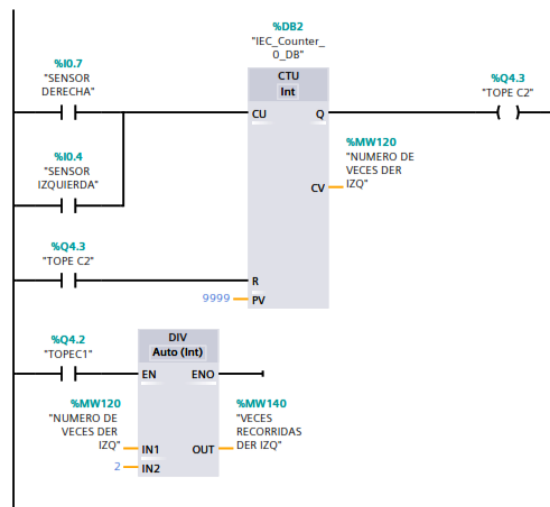 %DB2
"IEC_Counter_
0_DB"
CTU
Int
%I0.7
"SENSOR
DERECHA"
%Q4.3
"TOPE C2"
CU
Q
%MW120
"NUMERO DE
VECES DER
IZQ"
CV
%I0.4
"SENSOR
IZQUIERDA"
%Q4.3
"TOPE C2"
R
9999
PV
%Q4.2
"TOPEC1"
DIV
Auto (Int)
EN
ENO
%MW120
"NUMERO DE
VECES DER
IZQ"
IN1
2
IN2
%MW140
"VECES
RECORRIDAS
DER IZQ"
OUT